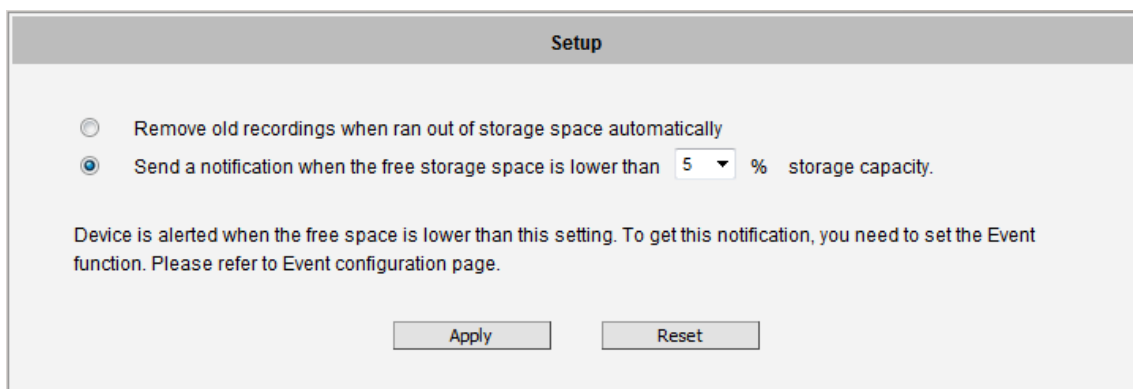 Setup
Remove old recordings when ran out of storage space automatically
Send a notification when the free storage space is lower than 5 % storage capacity.
Device is alerted when the free space is lower than this setting. To get this notification, you need to set the Event
function. Please refer to Event configuration page.
Apply Reset